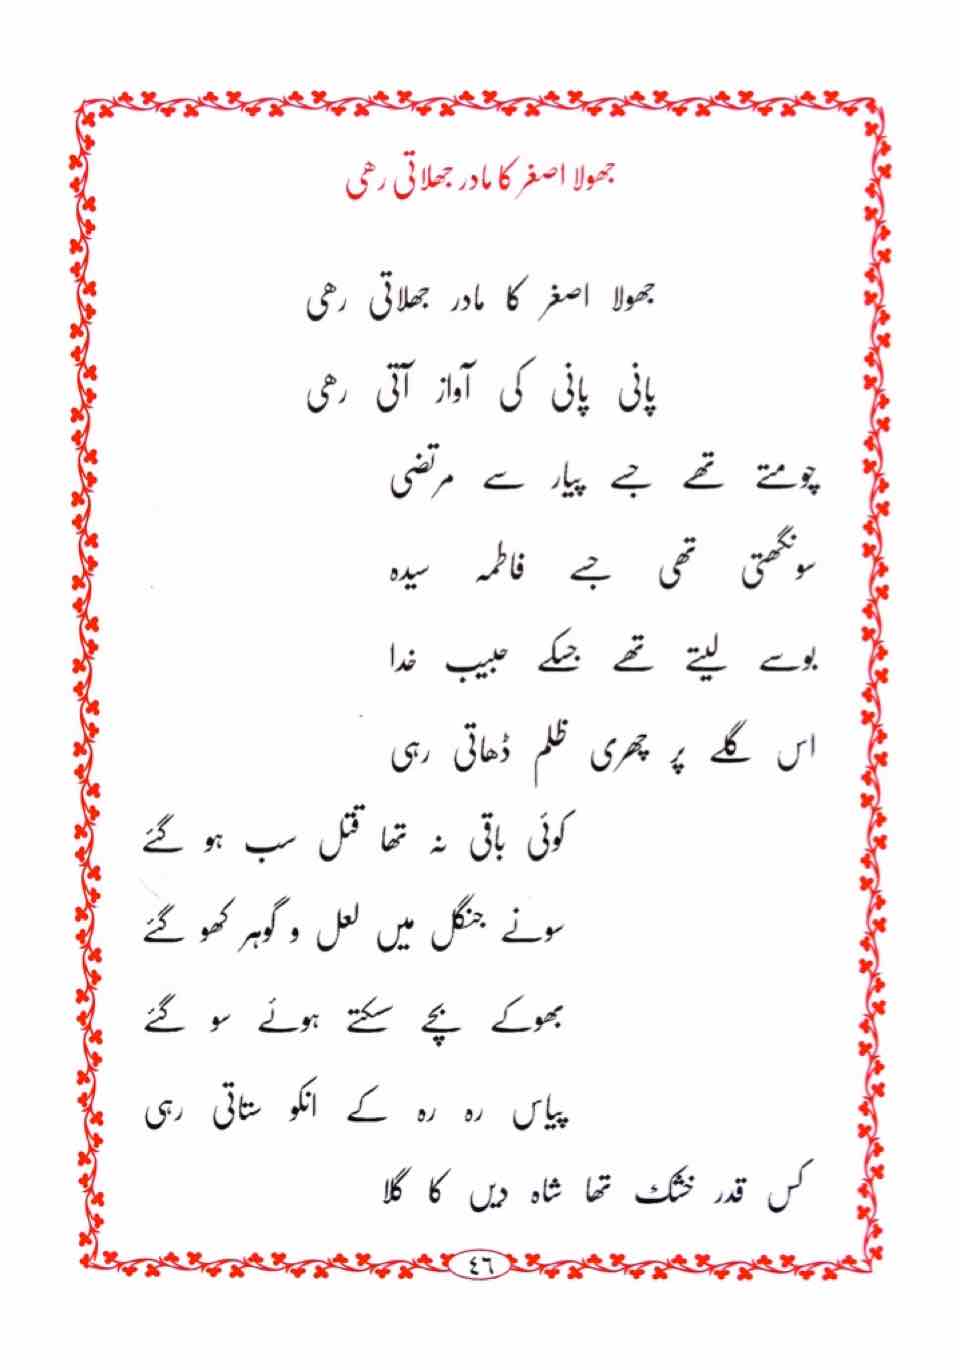 جھولا اصغر کا مادر جھلاتی رھی
جھولا اصغر کا مادر جھلاتی رھی
پانی پانی کی آواز آتی رھی
چومتے تھے جسے پیار سے مرتضی
سونگھتی تھی جسے فاطمہ سیدہ
بوسے لیتے تھے جسکے حبیب خدا
اس گلے پر چھری ظلم ڈھاتی رہی
کوئی باقی نہ تھا قتل سب ہو گئے
سونے جنگل میں لعل و گوہر کھو گئے
بھوکے بچے سکتے ہوئے سو گئے
پیاس رہ رہ کے انکو ستاتی رہی
کس قدر خشک تھا شاہ دیں کا گلا
٤٦